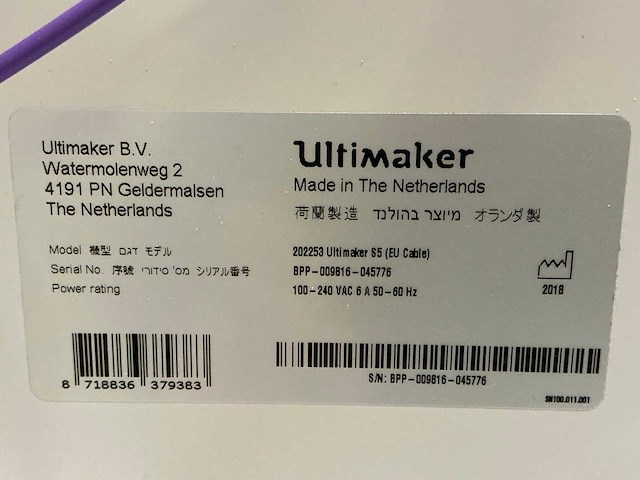 Ultimaker B.V.
Watermolenweg 2
4191 PN Geldermalsen
The Netherlands
Ultimaker
Made in The Netherlands
荷蘭製造 מיוצר בהולנד オランダ製
Model 機型 דגם モデル
202253 Ultimaker S5 (EU Cable)
Serial No. 序號 מס' סידורי シリアル番号
BPP-009816-045776
Power rating
100-240 VAC 6 A 50-60 Hz
2018
8 718836 379383
S/N: BPP-009816-045776
SN100.011.001